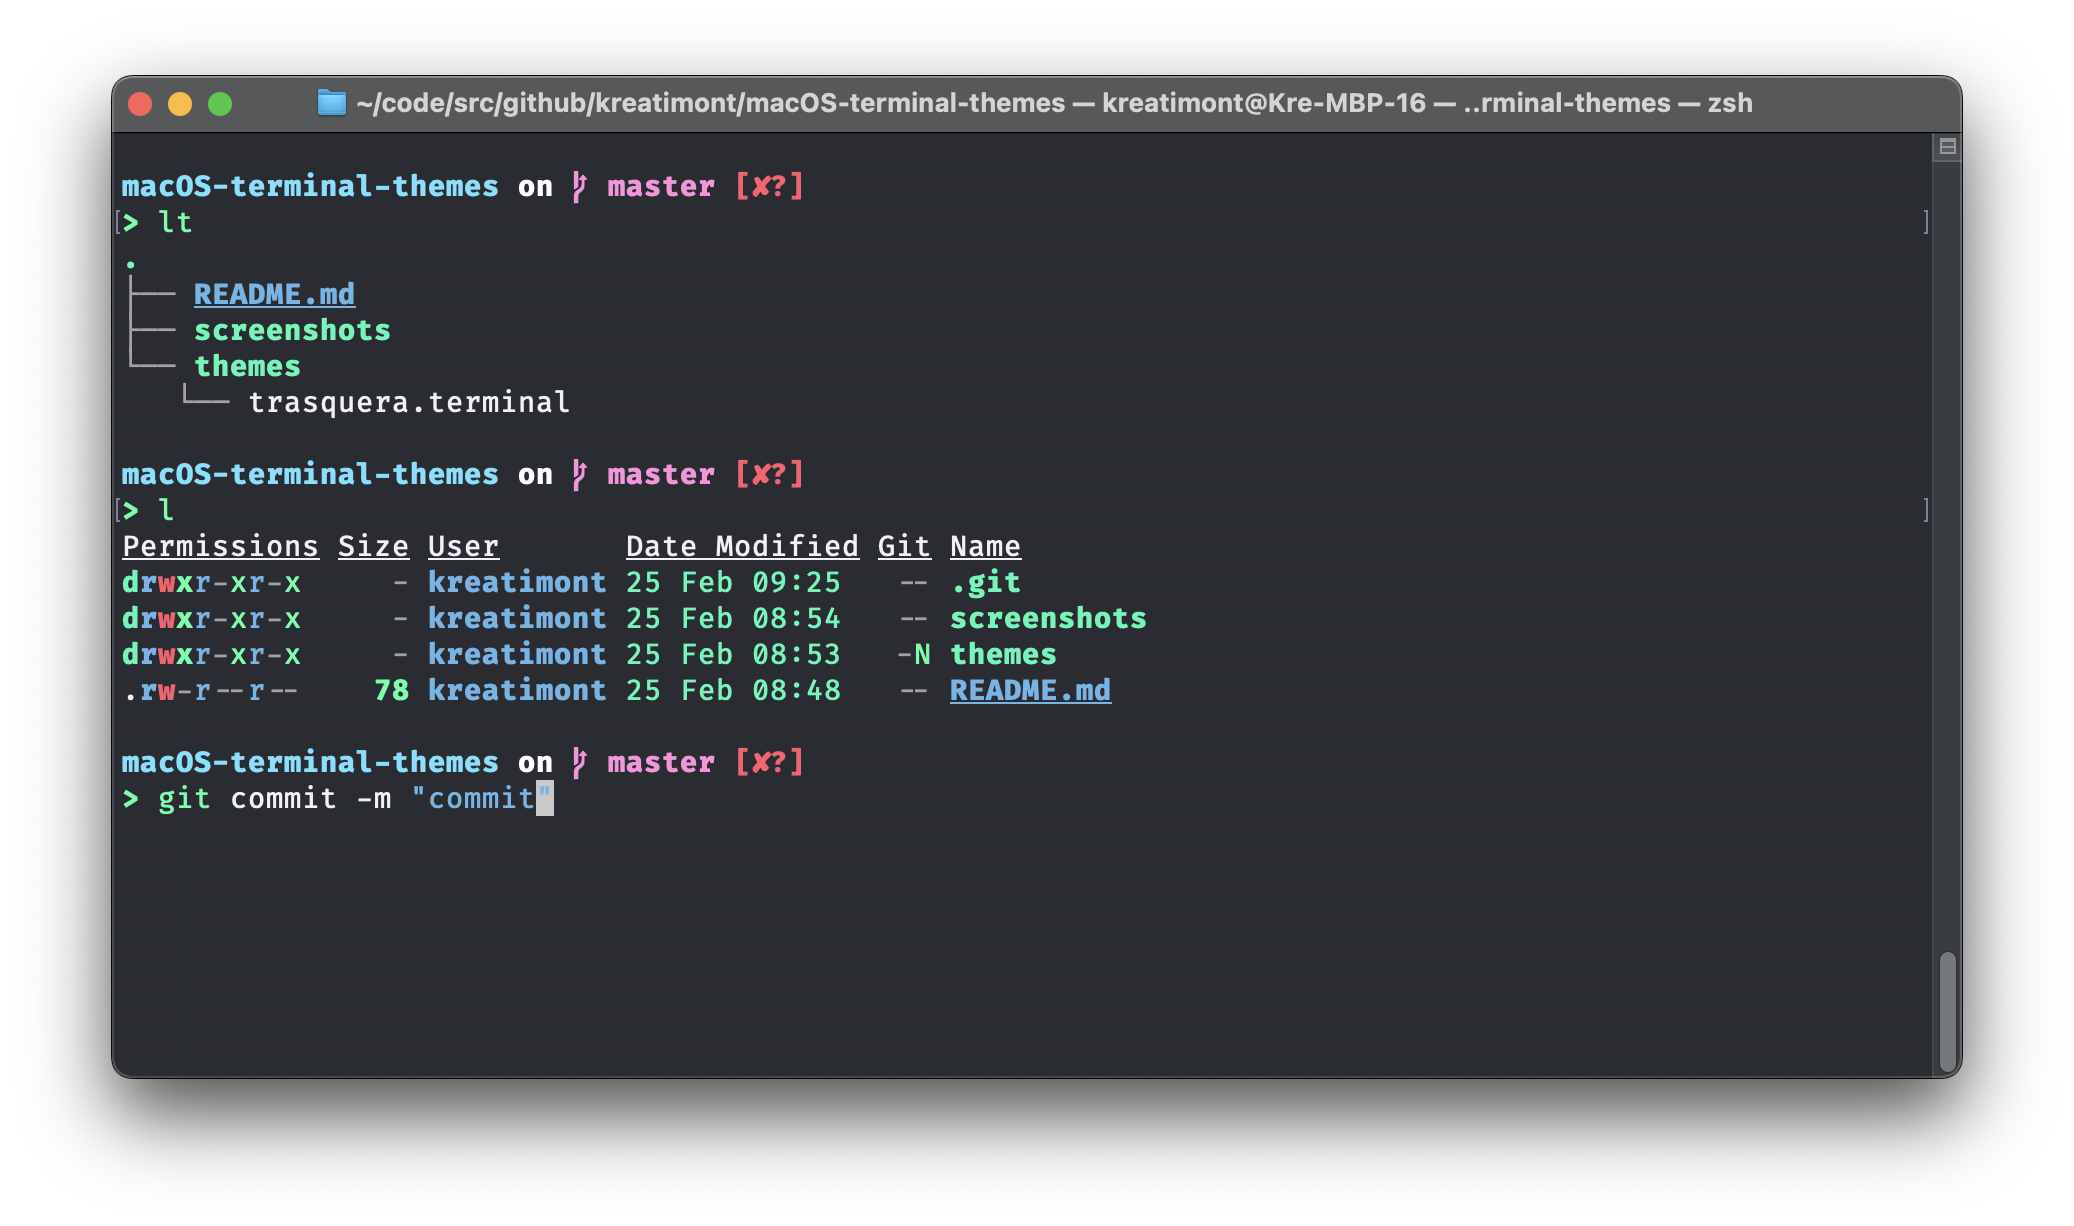 ~/code/src/github/kreatimont/macOS-terminal-themes — kreatimont@Kre-MBP-16 — ..rminal-themes — zsh
macOS-terminal-themes on master [✘?]
> lt
.
├── README.md
├── screenshots
└── themes
    └── trasquera.terminal
macOS-terminal-themes on master [✘?]
> l
Permissions Size User       Date Modified Git Name
drwxr-xr-x     - kreatimont 25 Feb 09:25   -- .git
drwxr-xr-x     - kreatimont 25 Feb 08:54   -- screenshots
drwxr-xr-x     - kreatimont 25 Feb 08:53   -N themes
.rw-r--r--    78 kreatimont 25 Feb 08:48   -- README.md
macOS-terminal-themes on master [✘?]
> git commit -m "commit"